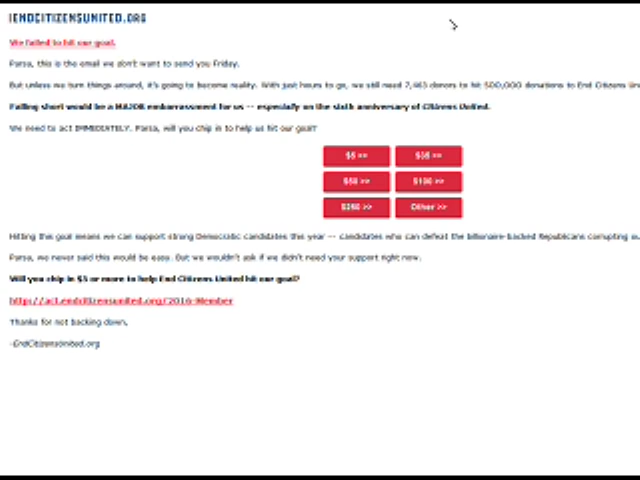 |ENDCITIZENSUNITED.ORG
We failed to hit our goal.
Parsa, this is the email we don't want to send you Friday.
But unless we turn things around, it's going to become reality. With just hours to go, we still need 7,463 donors to hit 500,000 donations to End Citizens
Falling short would be a MAJOR embarrassment for us -- especially on the sixth anniversary of Citizens United.
We need to act IMMEDIATELY. Parsa, will you chip in to help us hit our goal?
$5 >> $35 >>
$50 >> $100 >>
$250 >> Other >>
Hitting this goal means we can support strong Democratic candidates this year -- candidates who can defeat the billionaire-backed Republicans corrupting
Parsa, we never said this would be easy. But we wouldn't ask if we didn't need your support right now.
Will you chip in $5 or more to help End Citizens United hit our goal?
http://act.endcitizensunited.org/2016-Member
Thanks for not backing down,
-EndCitizensUnited.org